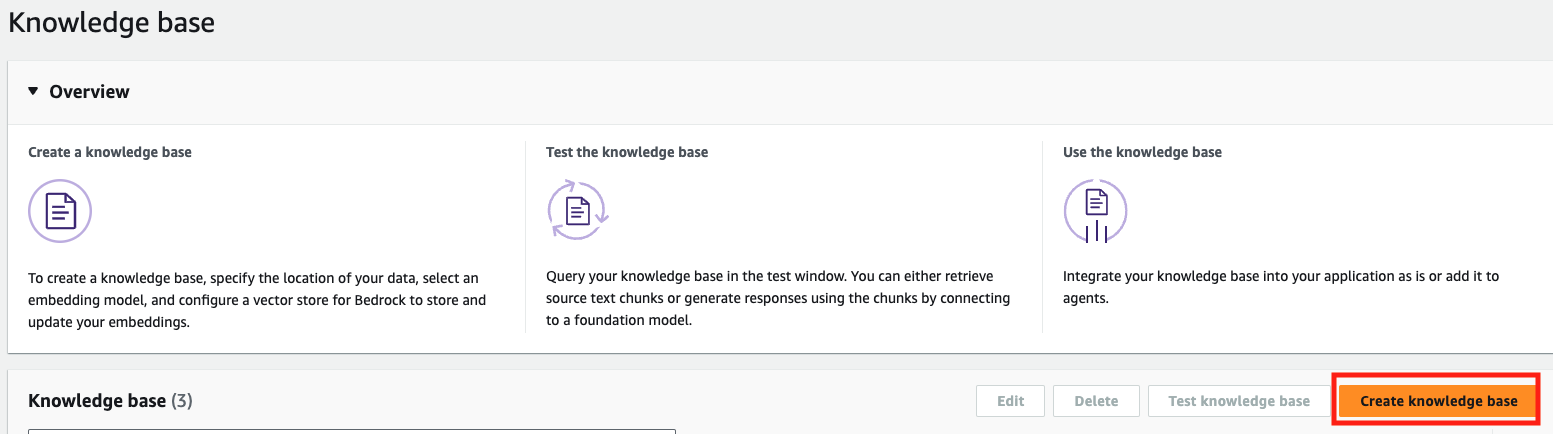 Knowledge base
Overview
Create a knowledge base
To create a knowledge base, specify the location of your data, select an
embedding model, and configure a vector store for Bedrock to store and
update your embeddings.
Test the knowledge base
Query your knowledge base in the test window. You can either retrieve
source text chunks or generate responses using the chunks by connecting
to a foundation model.
Use the knowledge base
Integrate your knowledge base into your application as is or add it to
agents.
Knowledge base (3)
Edit
Delete
Test knowledge base
Create knowledge base